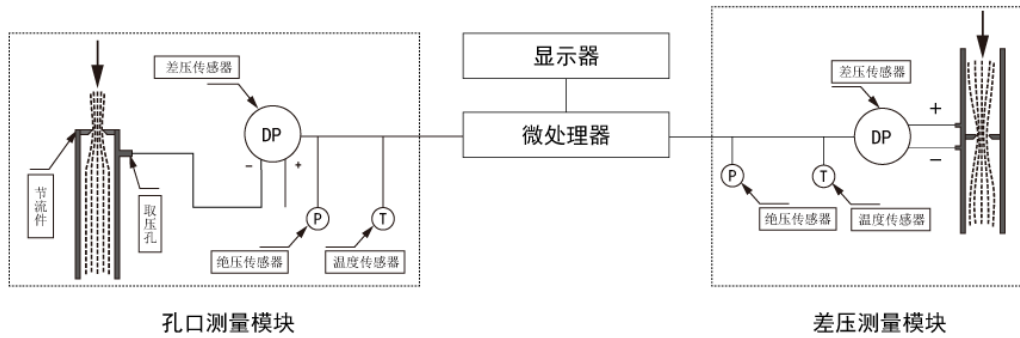 差压传感器
DP
-
+
节流件
取压孔
P
T
绝压传感器
温度传感器
孔口测量模块
显示器
微处理器
差压传感器
DP
+
−
P
T
绝压传感器
温度传感器
差压测量模块